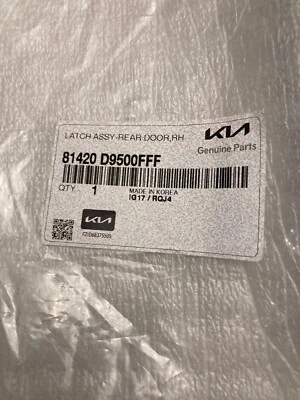 LATCH ASSY-REAR DOOR,RH
KIA
Genuine Parts
81420 D9500FFF
QTY 1
MADE IN KOREA
IG17 / RQJ4
KIA